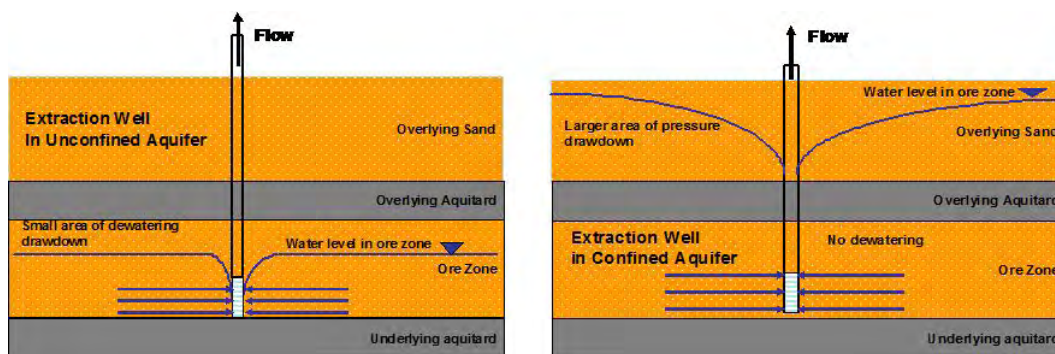 Flow
Extraction Well
In Unconfined Aquifer
Overlying Sand
Overlying Aquitard
Small area of dewatering
drawdown
Water level in ore zone
Ore Zone
Underlying aquitard
Flow
Water level in ore zone
Larger area of pressure
drawdown
Overlying Sand
Overlying Aquitard
Extraction Well
in Confined Aquifer
No dewatering
Ore Zone
Underlying aquitard